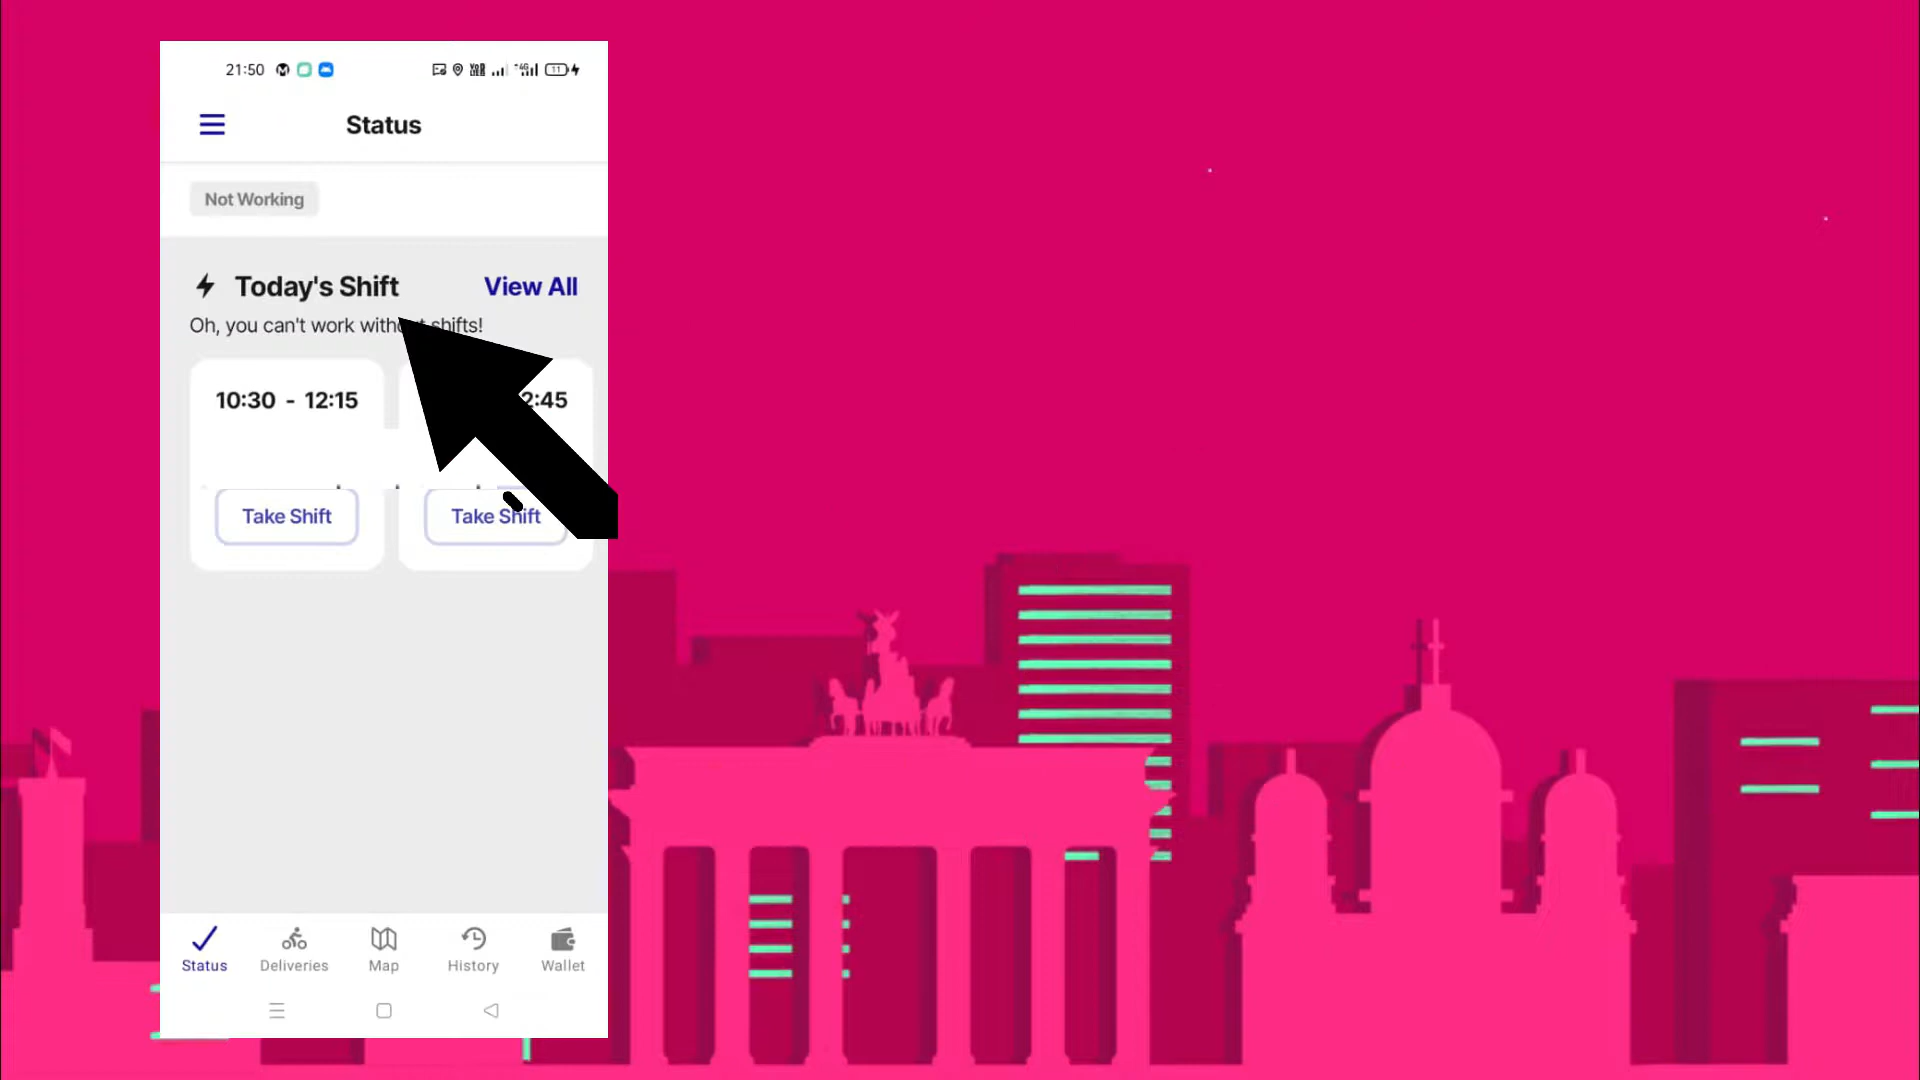 21:50
Status
Not Working
Today's Shift
View All
Oh, you can't work without shifts!
10:30 - 12:15
2:45
Take Shift
Take Shift
Status
Deliveries
Map
History
Wallet